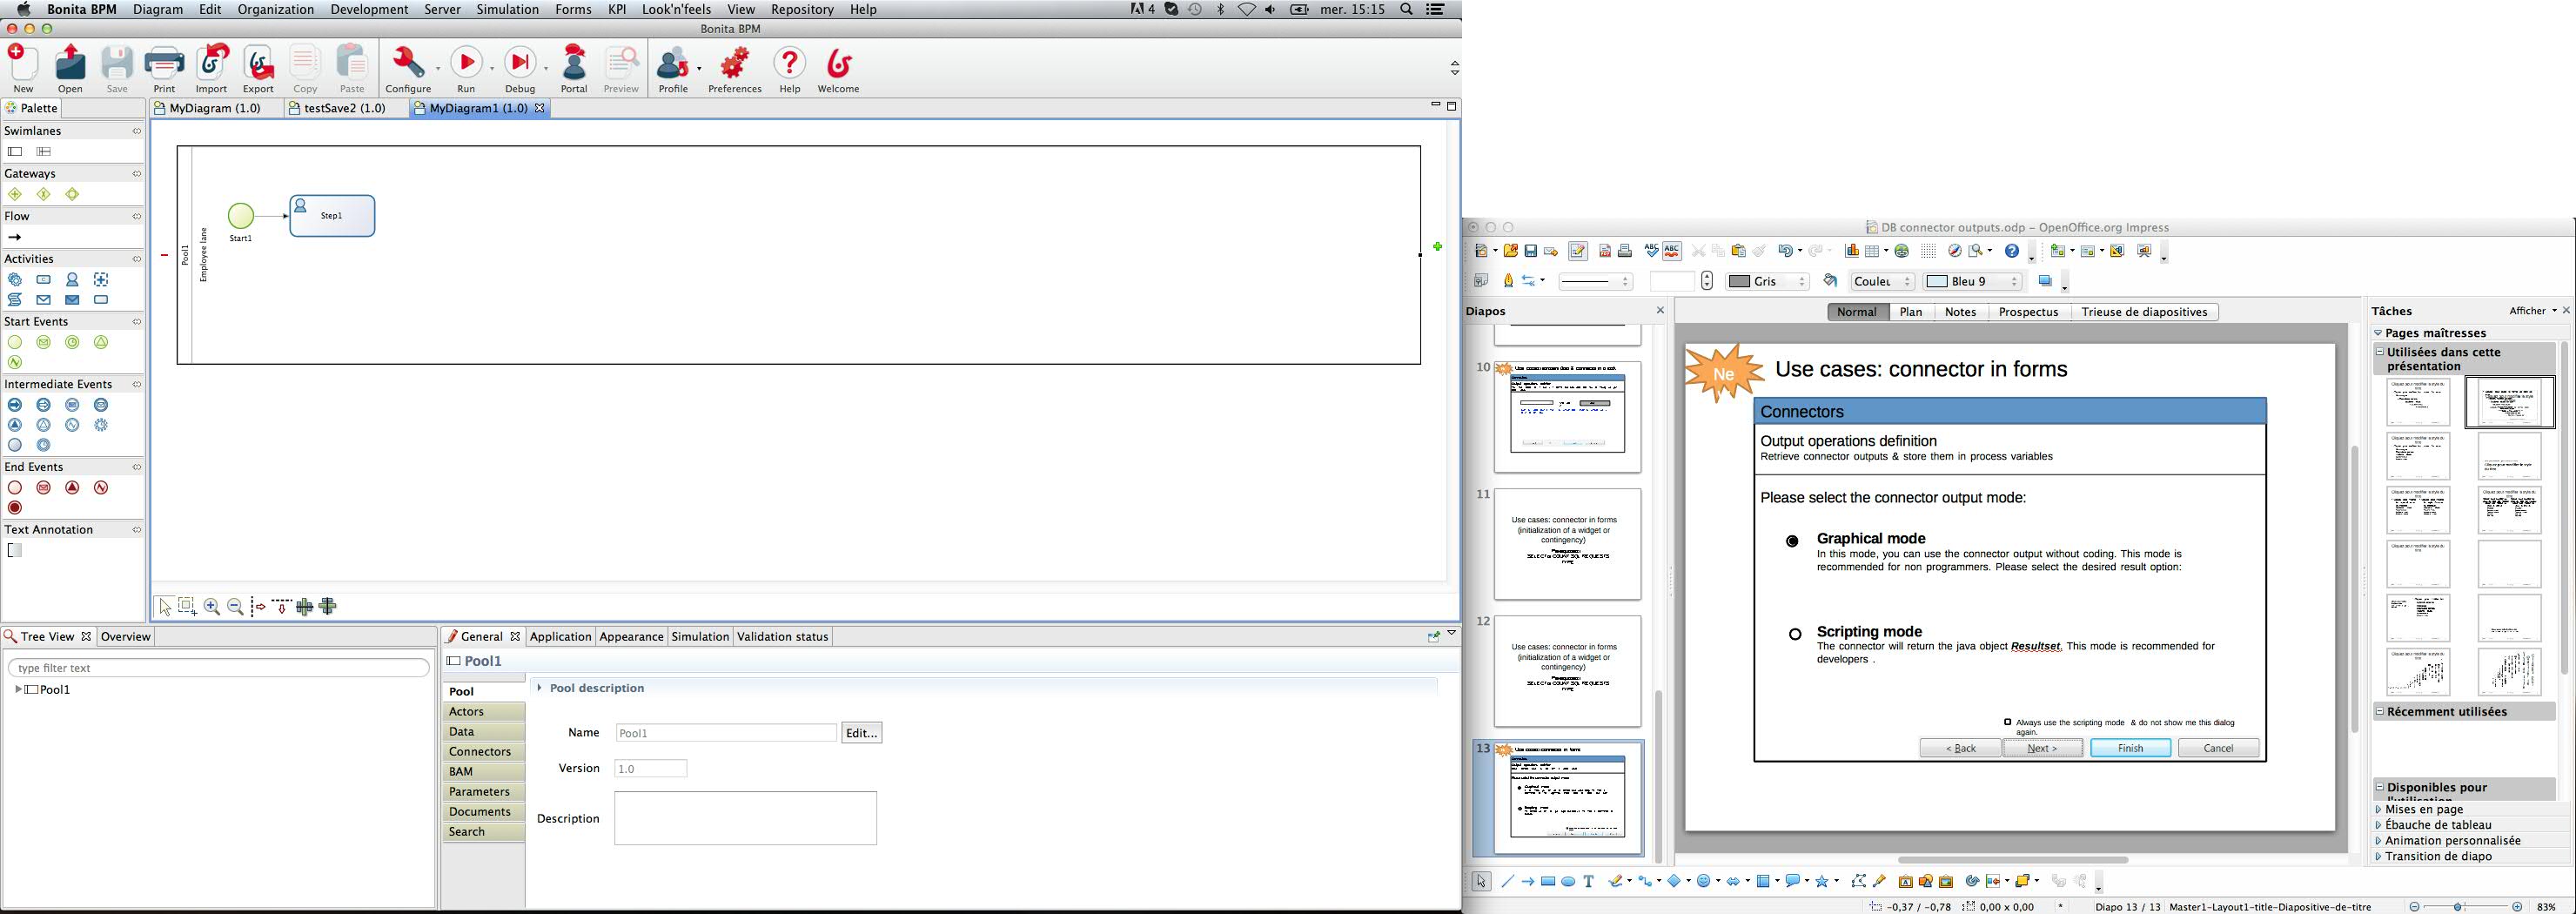 Bonita BPM Diagram Edit Organization Development Server Simulation Forms KPI Look'n'feels View Repository Help
4 mer. 15:15
Bonita BPM
New Open Save Print Import Export Copy Paste Configure Run Debug Portal Preview Profile Preferences Help Welcome
Palette
MyDiagram (1.0) testSave2 (1.0) MyDiagram1 (1.0)
Swimlanes
Gateways
Flow
Activities
Start Events
Intermediate Events
End Events
Text Annotation
Pool1
Employee lane
Start1
Step1
Tree View Overview
type filter text
Pool1
General Application Appearance Simulation Validation status
Pool1
Pool
Actors
Data
Connectors
BAM
Parameters
Documents
Search
Pool description
Name Pool1 Edit...
Version 1.0
Description
DB connector outputs.odp – OpenOffice.org Impress
Gris Couleu Bleu 9
Diapos
10
11
Use cases: connector in forms
(initialization of a widget or
contingency)
12
Use cases: connector in forms
(initialization of a widget or
contingency)
13
Normal Plan Notes Prospectus Trieuse de diapositives
Ne
Use cases: connector in forms
Connectors
Output operations definition
Retrieve connector outputs & store them in process variables
Please select the connector output mode:
Graphical mode
In this mode, you can use the connector output without coding. This mode is
recommended for non programmers. Please select the desired result option:
Scripting mode
The connector will return the java object Resultset. This mode is recommended for
developers .
Always use the scripting mode & do not show me this dialog
again.
< Back Next > Finish Cancel
Tâches Afficher
Pages maîtresses
Utilisées dans cette
présentation
Récemment utilisées
Disponibles pour
l'utilisation
Mises en page
Ébauche de tableau
Animation personnalisée
Transition de diapo
-0,37 / -0,78 0,00 x 0,00 * Diapo 13 / 13 Master1-Layout1-title-Diapositive-de-titre 83%